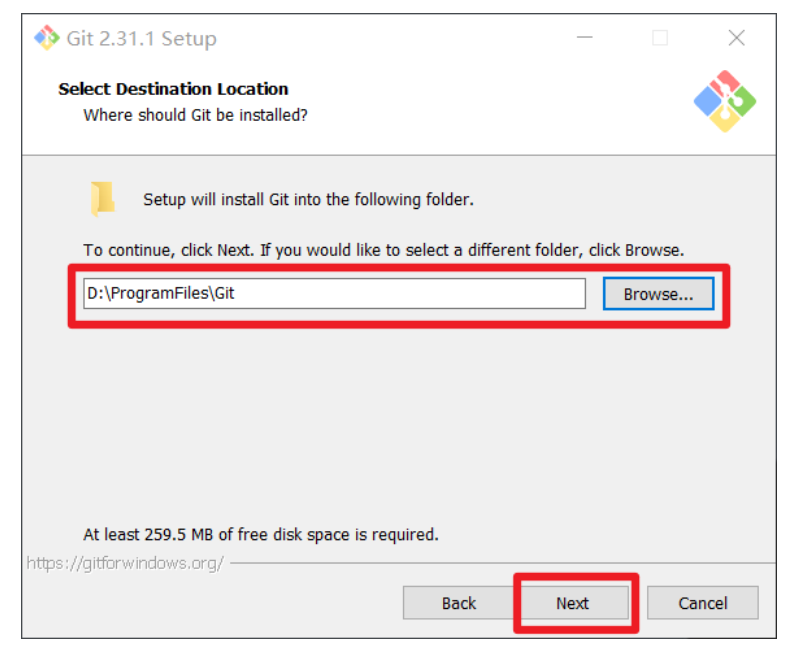 Git 2.31.1 Setup
Select Destination Location
Where should Git be installed?
Setup will install Git into the following folder.
To continue, click Next. If you would like to select a different folder, click Browse.
D:\ProgramFiles\Git
Browse...
At least 259.5 MB of free disk space is required.
https://gitforwindows.org/
Back
Next
Cancel